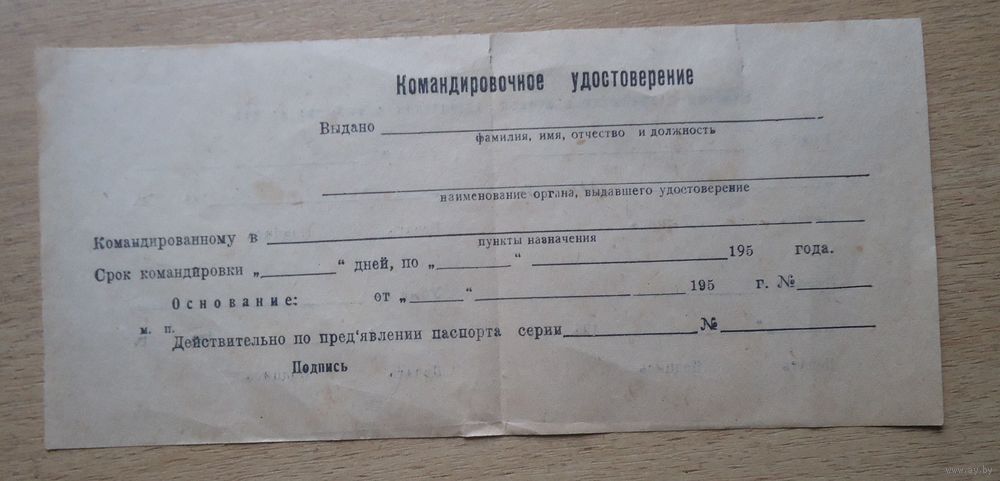 Командировочное удостоверение
Выдано
фамилия, имя, отчество и должность
наименование органа, выдавшего удостоверение
Командированному в
пункты назначения
Срок командировки „ “ дней, по „ “ 195 года.
Основание: от „ “ 195 г. №
м. п.
Действительно по пред‘явлении паспорта серии №
Подпись
www.ay.by